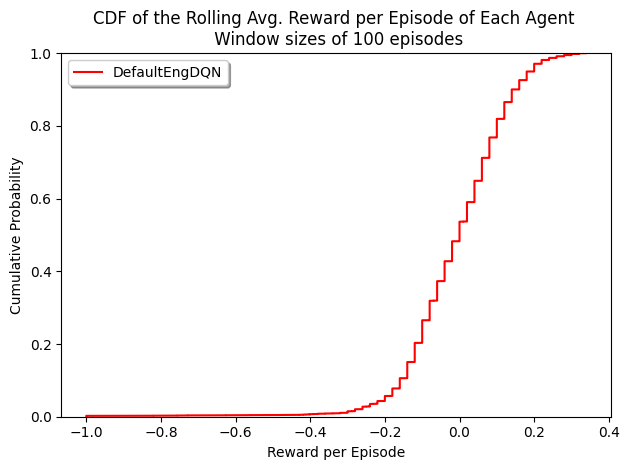 CDF of the Rolling Avg. Reward per Episode of Each Agent
Window sizes of 100 episodes
DefaultEngDQN
Cumulative Probability
1.0
0.8
0.6
0.4
0.2
0.0
−1.0 −0.8 −0.6 −0.4 −0.2 0.0 0.2 0.4
Reward per Episode